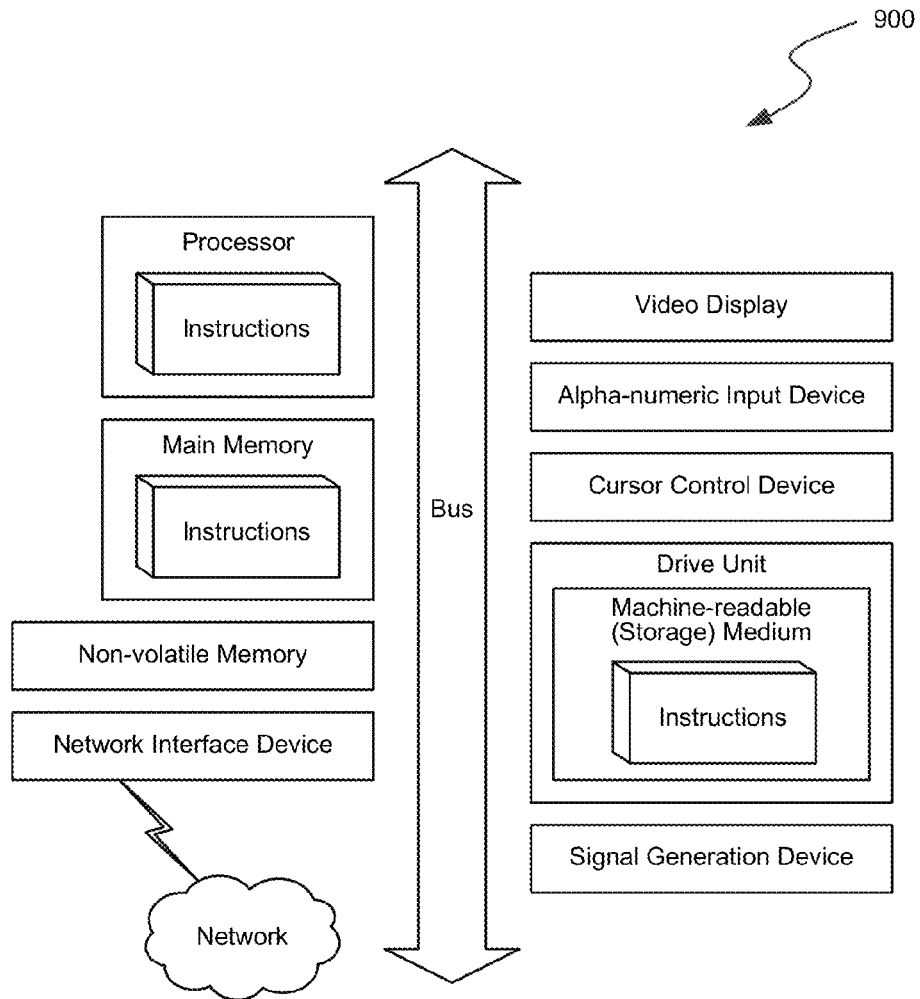 900
Processor
Instructions
Main Memory
Instructions
Non-volatile Memory
Network Interface Device
Network
Bus
Video Display
Alpha-numeric Input Device
Cursor Control Device
Drive Unit
Machine-readable
(Storage) Medium
Instructions
Signal Generation Device